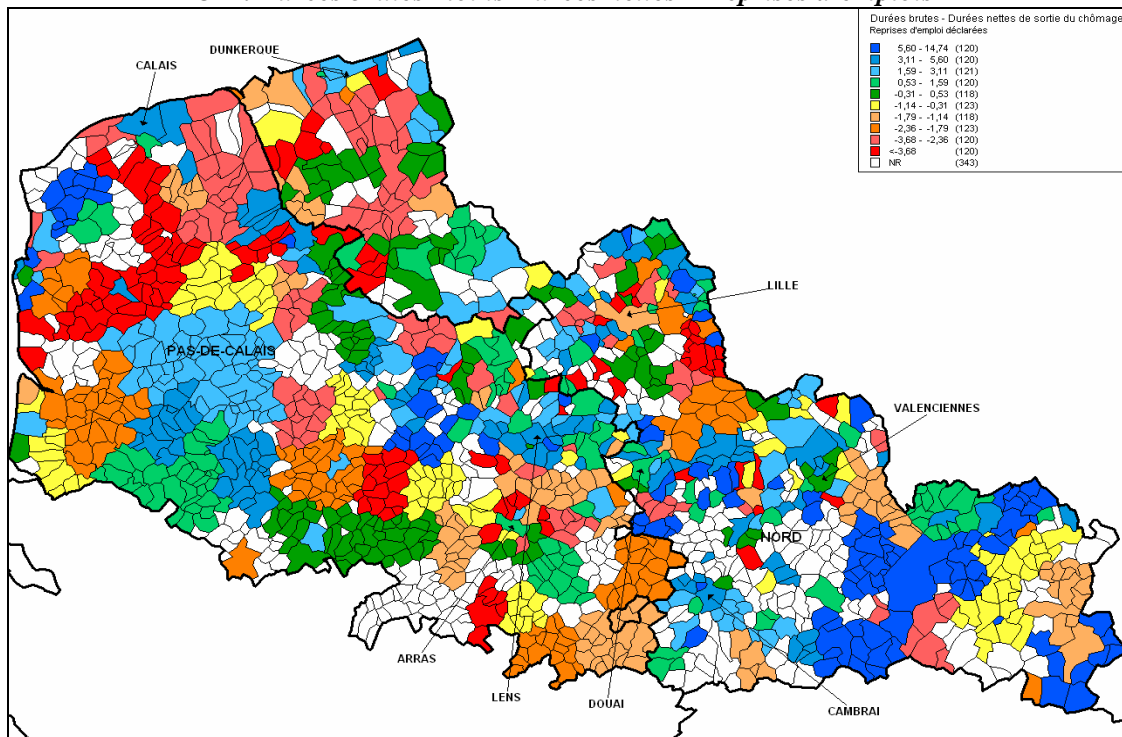 Durées brutes - Durées nettes de sortie du chômage
Reprises d'emploi déclarées
5,60 - 14,74 (120)
3,11 - 5,60 (120)
1,59 - 3,11 (121)
0,53 - 1,59 (120)
-0,31 - 0,53 (118)
-1,14 - -0,31 (123)
-1,79 - -1,14 (118)
-2,36 - -1,79 (123)
-3,68 - -2,36 (120)
<-3,68 (120)
NR (343)
DUNKERQUE
CALAIS
LILLE
PAS-DE-CALAIS
VALENCIENNES
NORD
ARRAS
LENS
DOUAI
CAMBRAI